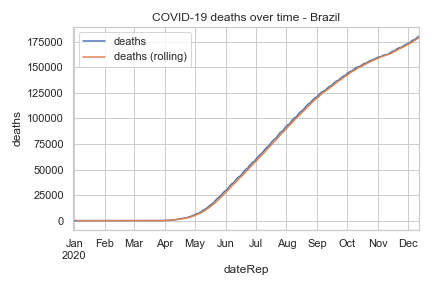 COVID-19 deaths over time - Brazil
deaths
deaths (rolling)
deaths
175000
150000
125000
100000
75000
50000
25000
0
Jan Feb Mar Apr May Jun Jul Aug Sep Oct Nov Dec
2020
dateRep